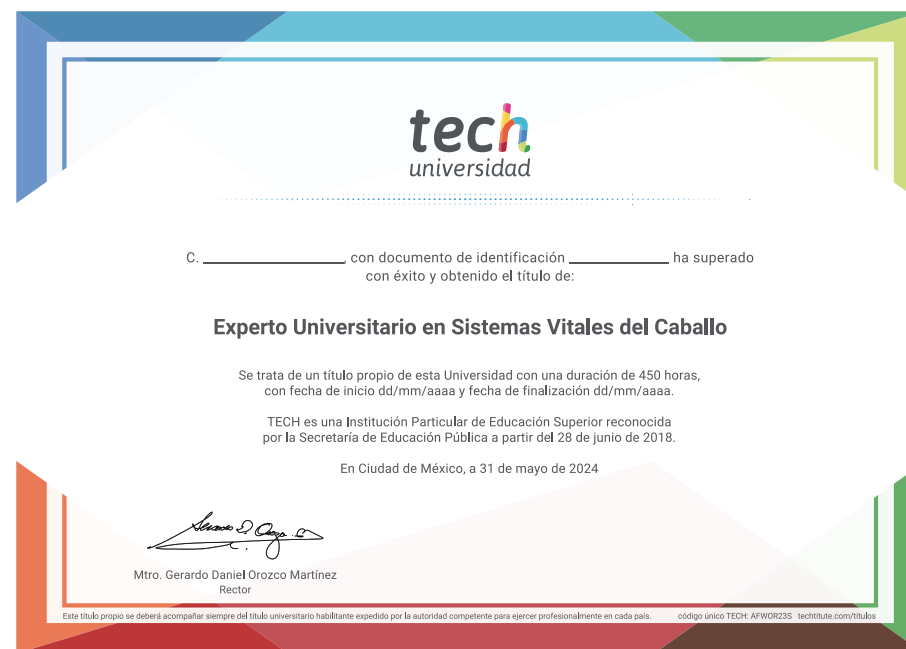 tech
universidad
C. ____________, con documento de identificación ____________ ha superado
con éxito y obtenido el título de:
Experto Universitario en Sistemas Vitales del Caballo
Se trata de un título propio de esta Universidad con una duración de 450 horas,
con fecha de inicio dd/mm/aaaa y fecha de finalización dd/mm/aaaa.
TECH es una Institución Particular de Educación Superior reconocida
por la Secretaría de Educación Pública a partir del 28 de junio de 2018.
En Ciudad de México, a 31 de mayo de 2024
Mtro. Gerardo Daniel Orozco Martínez
Rector
Este título propio se deberá acompañar siempre del título universitario habilitante expedido por la autoridad competente para ejercer profesionalmente en cada país. código único TECH: AFWOR23S techtitute.com/titulos